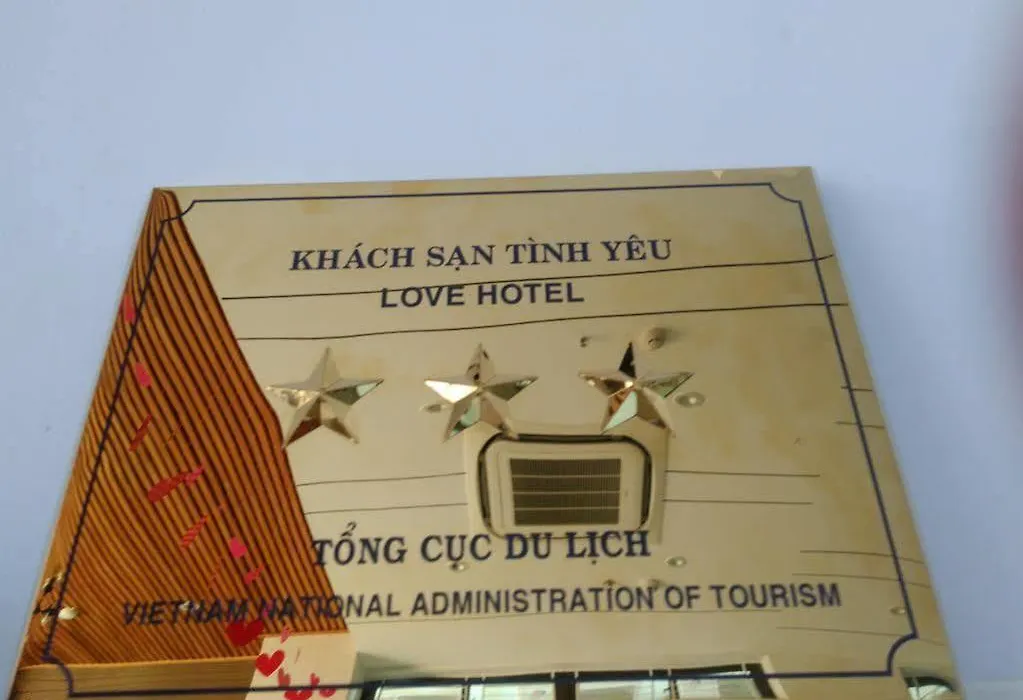 KHÁCH SẠN TÌNH YÊU
LOVE HOTEL
TỔNG CỤC DU LỊCH
VIETNAM NATIONAL ADMINISTRATION OF TOURISM